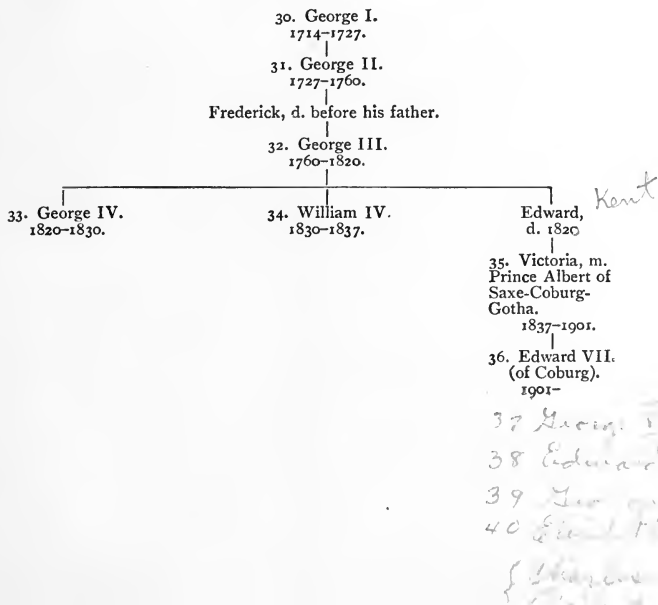 30. George I.
1714–1727.
31. George II.
1727–1760.
Frederick, d. before his father.
32. George III.
1760–1820.
33. George IV.
1820–1830.
34. William IV.
1830–1837.
Edward,
d. 1820
Kent
35. Victoria, m.
Prince Albert of
Saxe-Coburg-
Gotha.
1837–1901.
36. Edward VII.
(of Coburg).
1901–
37
38 Edward
39
40